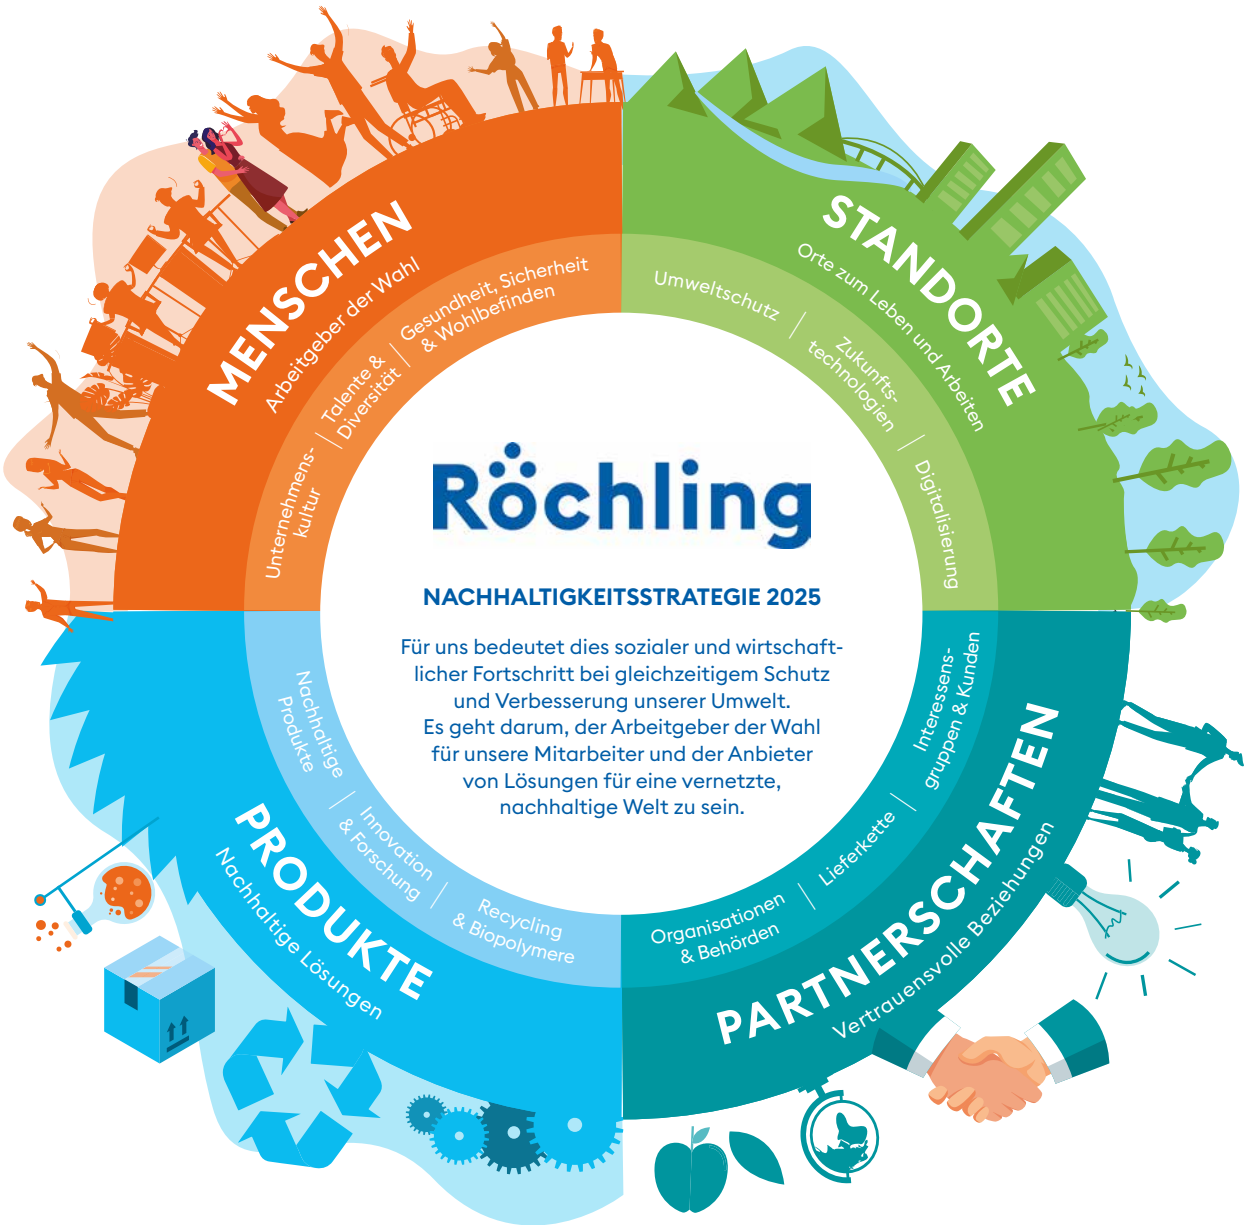 MENSCHEN
Arbeitgeber der Wahl
Unternehmens-
kultur
Talente &
Diversität
Gesundheit, Sicherheit
& Wohlbefinden
STANDORTE
Orte zum Leben und Arbeiten
Umweltschutz
Zukunfts-
technologien
Digitalisierung
Röchling
NACHHALTIGKEITSSTRATEGIE 2025
Für uns bedeutet dies sozialer und wirtschaft-
licher Fortschritt bei gleichzeitigem Schutz
und Verbesserung unserer Umwelt.
Es geht darum, der Arbeitgeber der Wahl
für unsere Mitarbeiter und der Anbieter
von Lösungen für eine vernetzte,
nachhaltige Welt zu sein.
PRODUKTE
Nachhaltige Lösungen
Nachhaltige
Produkte
Innovation
& Forschung
Recycling
& Biopolymere
PARTNERSCHAFTEN
Vertrauensvolle Beziehungen
Organisationen
& Behörden
Lieferkette
Interessens-
gruppen & Kunden